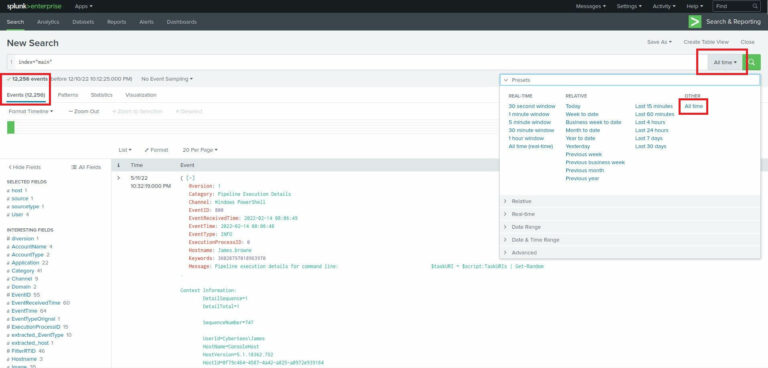 splunk>enterprise Apps Messages Settings Activity Help Find
Search Analytics Datasets Reports Alerts Dashboards Search & Reporting
New Search Save As Create Table View Close
1 index="main" All time
12,256 events (before 12/10/22 10:12:25.000 PM) No Event Sampling
Events (12,256) Patterns Statistics Visualization
Format Timeline — Zoom Out + Zoom to Selection × Deselect
Presets
REAL-TIME RELATIVE OTHER
30 second window Today Last 15 minutes All time
1 minute window Week to date Last 60 minutes
5 minute window Business week to date Last 4 hours
30 minute window Month to date Last 24 hours
1 hour window Year to date Last 7 days
All time (real-time) Yesterday Last 30 days
Previous week
Previous business week
Previous month
Previous year
Relative
Real-time
Date Range
Date & Time Range
Advanced
List Format 20 Per Page
Hide Fields All Fields
SELECTED FIELDS
a host 1
a source 1
a sourcetype 1
a User 4
INTERESTING FIELDS
# @version 1
a AccountName 4
a AccountType 2
a Application 22
a Category 41
a Channel 9
a Domain 2
# EventID 95
a EventReceivedTime 60
a EventTime 64
a EventTypeOrignal 1
# ExecutionProcessID 15
a extracted_EventType 10
a extracted_host 1
# FilterRTID 46
a Hostname 3
i Time Event
5/11/22
10:32:19.000 PM
{ [-]
@version: 1
Category: Pipeline Execution Details
Channel: Windows PowerShell
EventID: 800
EventReceivedTime: 2022-02-14 08:06:49
EventTime: 2022-02-14 08:06:48
EventType: INFO
ExecutionProcessID: 0
Hostname: James.browne
Message: Pipeline execution details for command line: $taskURI = $script:TaskURIs | Get-Random
.
Context Information:
DetailSequence=1
DetailTotal=1
SequenceNumber=747
UserId=Cybertees\James
HostName=ConsoleHost
HostVersion=5.1.18362.752